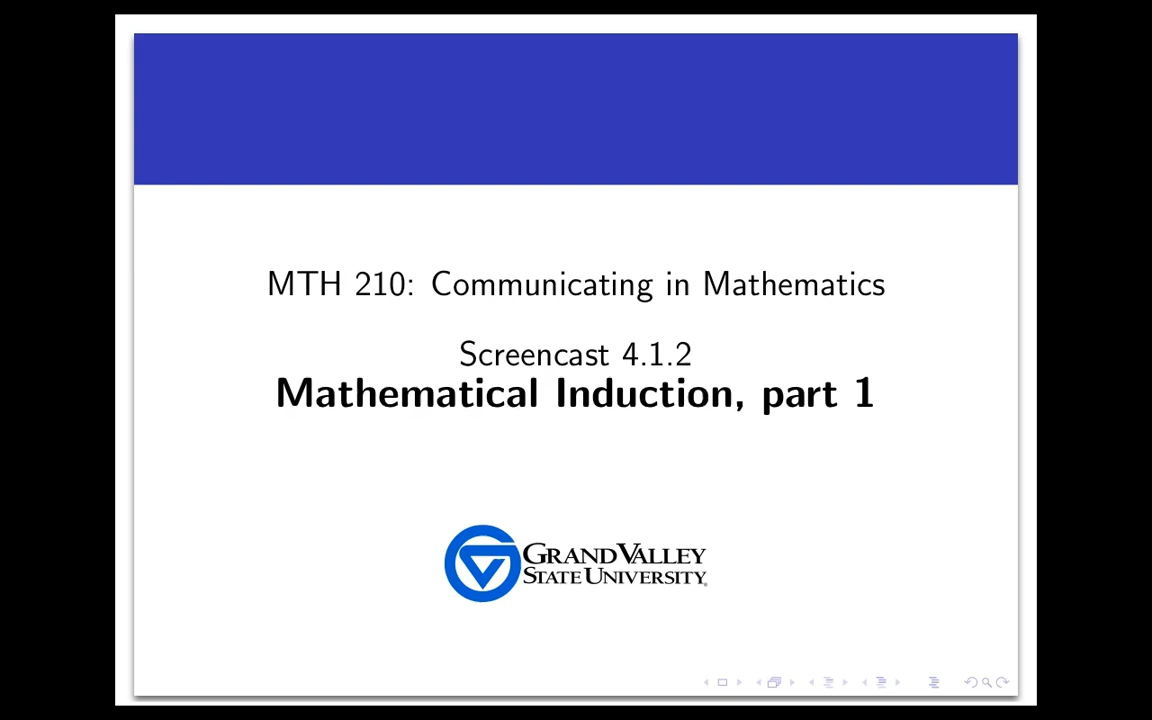 MTH 210: Communicating in Mathematics
Screencast 4.1.2
Mathematical Induction, part 1
GRAND VALLEY
STATE UNIVERSITY